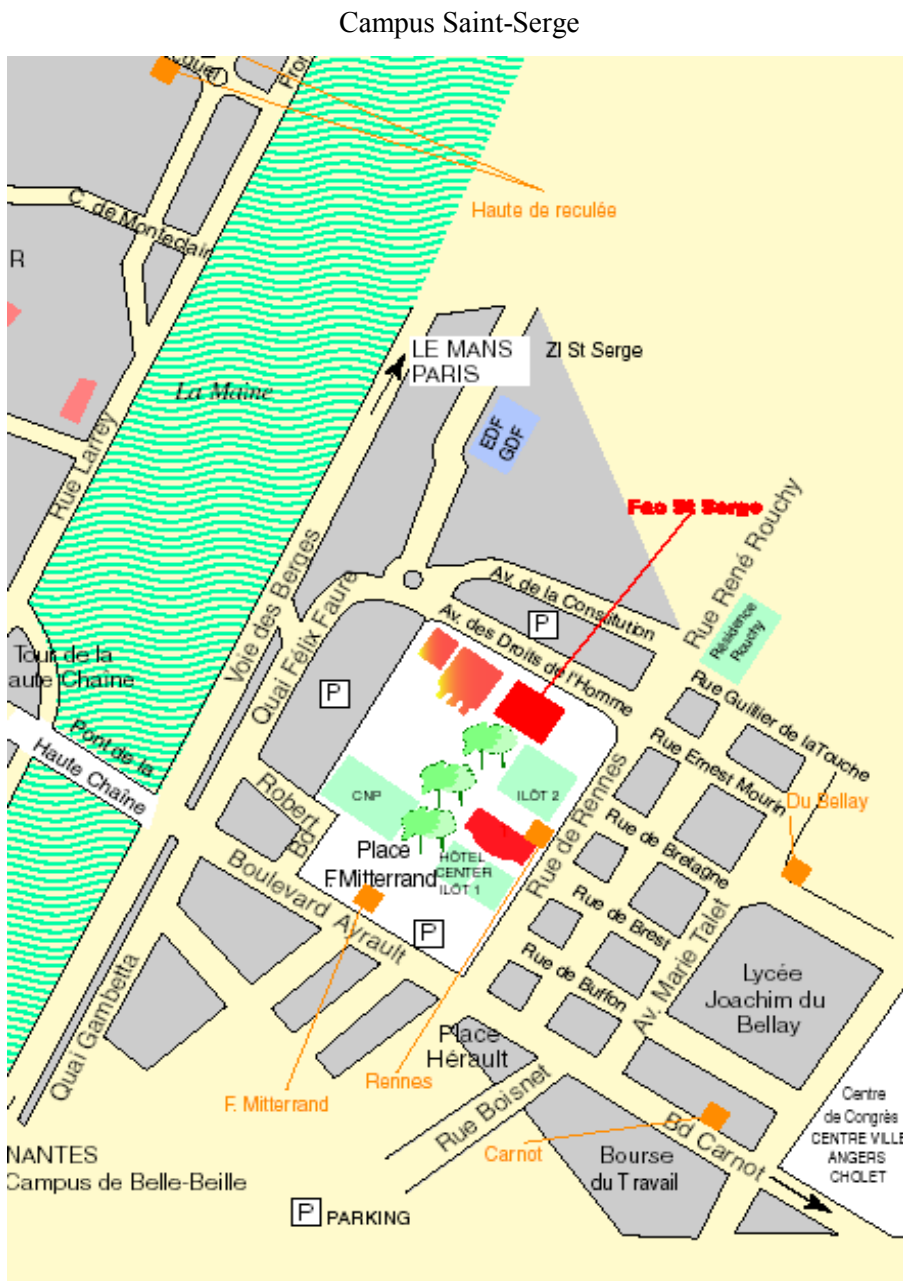 Campus Saint-Serge
Haute de reculée
C. de Monteclair
R
LE MANS
PARIS
ZI St Serge
La Maine
EDF
GDF
Rue Larrey
Fac St Serge
Rue René Rouchy
Voie des Berges
Quai Félix Faure
Av. de la Constitution
P
Av. des Droits de l'Homme
Résidence
Rouchy
Tour de la
aute Chaîne
P
Rue Guillier de la Touche
Pont de la
Haute Chaîne
Rue Ernest Mourin
Du Bellay
Robert
Bd
CNP
ILÔT 2
Rue de Rennes
Rue de Bretagne
Place
F.Mitterrand
HÔTEL
CENTER
ILÔT 1
Boulevard Ayrault
P
Rue de Brest
Av. Marie Talet
Rue de Buffon
Lycée
Joachim du
Bellay
Quai Gambetta
Place
Hérault
Rennes
F. Mitterrand
Rue Boisnet
Carnot
Bd Carnot
Centre
de Congrès
CENTRE VILLE
ANGERS
CHOLET
Bourse
du Travail
NANTES
Campus de Belle-Beille
P PARKING